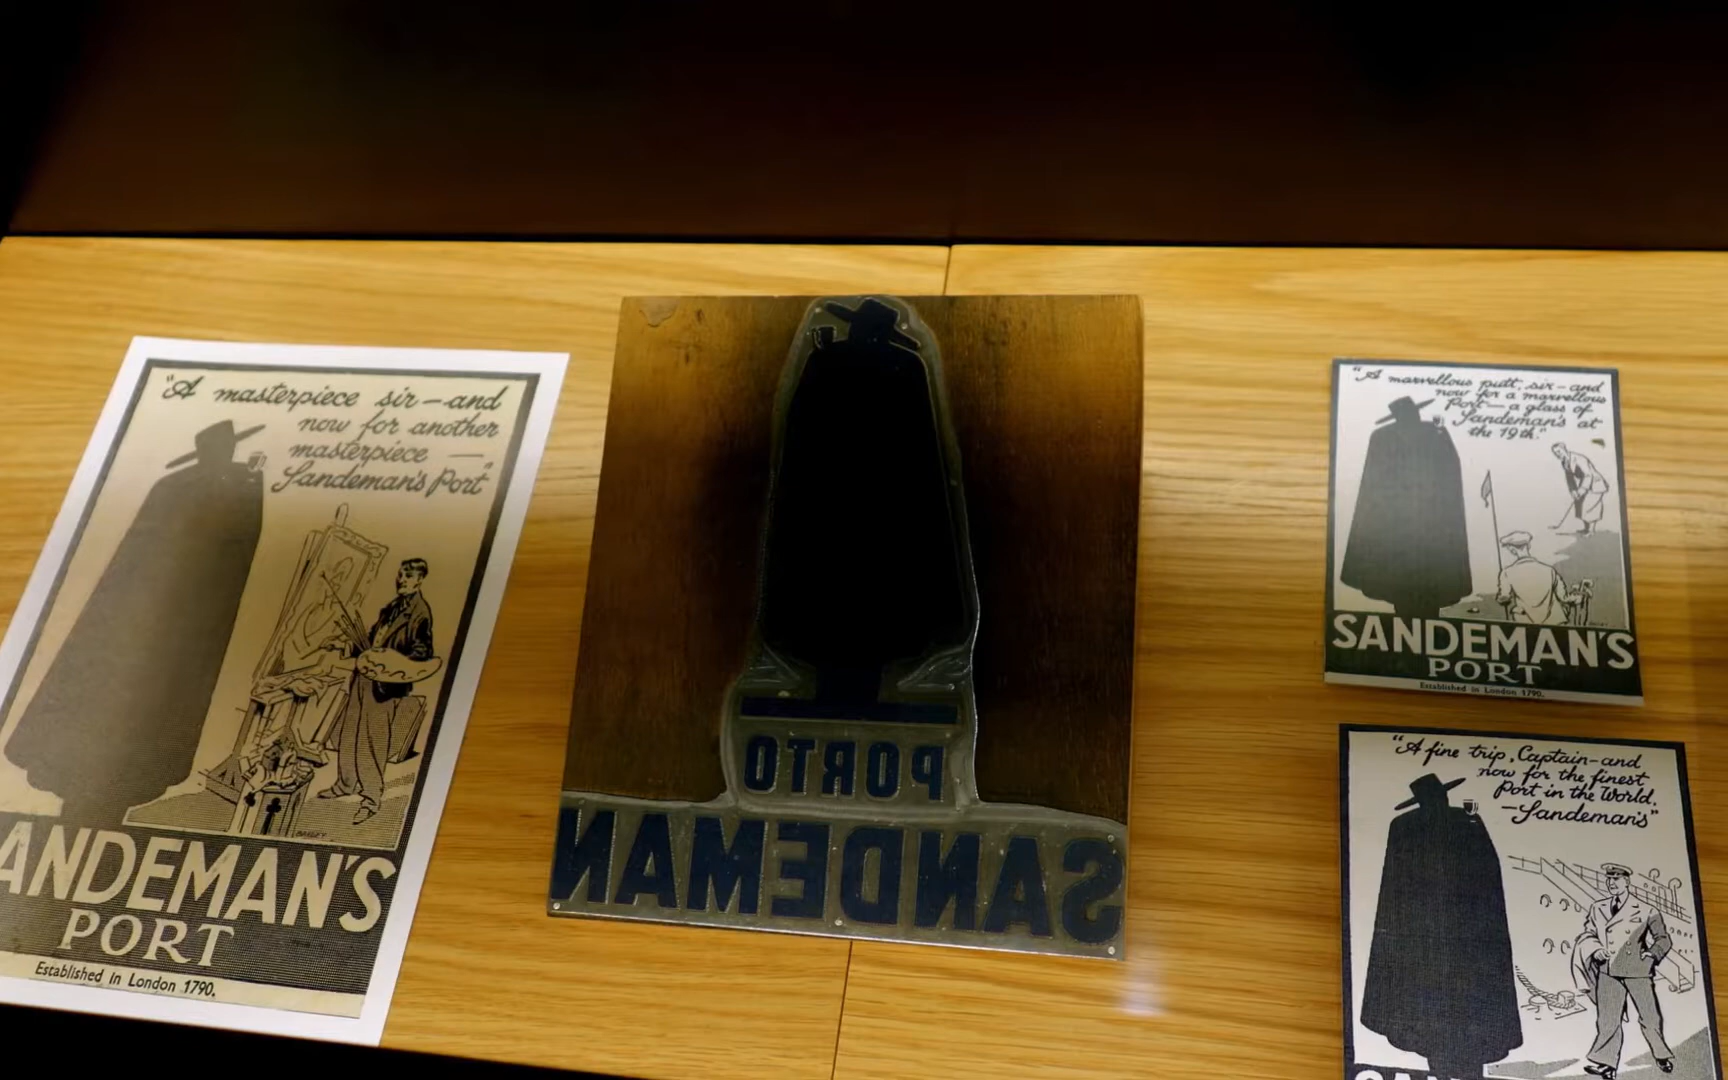 "A masterpiece sir—and
now for another
masterpiece —
Sandeman's Port"
ANDEMAN'S
PORT
Established in London 1790.
PORTO
SANDEMAN
"A marvellous putt, sir—and
now for a marvellous
Port—a glass of
Sandeman's at
the 19th."
SANDEMAN'S
PORT
Established in London 1790.
"A fine trip, Captain—and
now for the finest
Port in the World,
—Sandeman's"